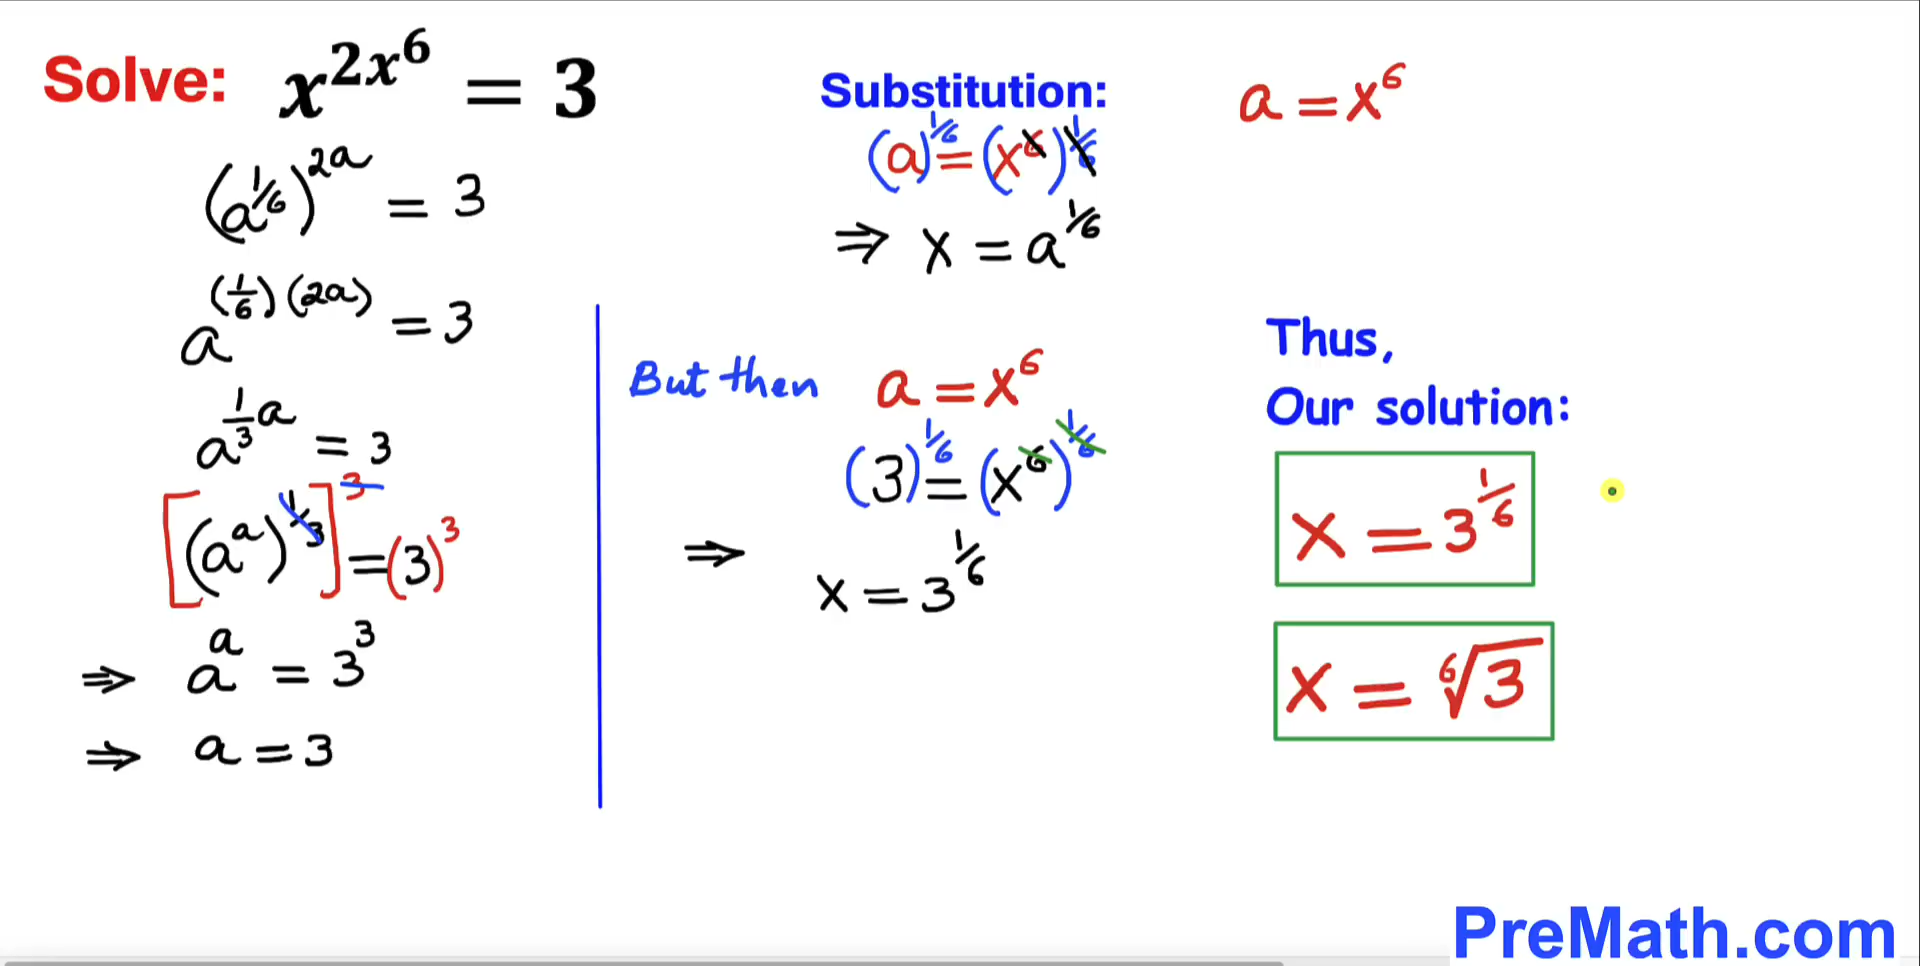 Solve: x^{2x^6} = 3
(a^{1/6})^{2a} = 3
a^{(1/6)(2a)} = 3
a^{\frac{1}{3}a} = 3
[(a^a)^{1/3}]^3 = (3)^3
⇒ a^a = 3^3
⇒ a = 3
Substitution: a = x^6
(a)^{1/6} = (x^6)^{1/6}
⇒ x = a^{1/6}
But then a = x^6
(3)^{1/6} = (x^6)^{1/6}
⇒ x = 3^{1/6}
Thus,
Our solution:
x = 3^{1/6}
x = \sqrt[6]{3}
PreMath.com